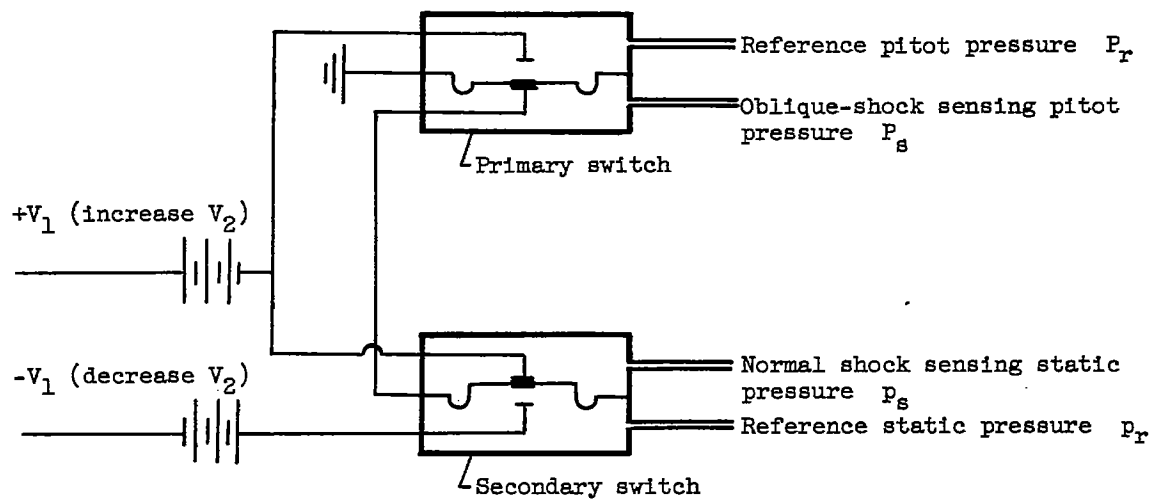 Reference pitot pressure P_r
Oblique-shock sensing pitot
pressure P_s
Primary switch
+V_1 (increase V_2)
Normal shock sensing static
pressure p_s
-V_1 (decrease V_2)
Reference static pressure p_r
Secondary switch